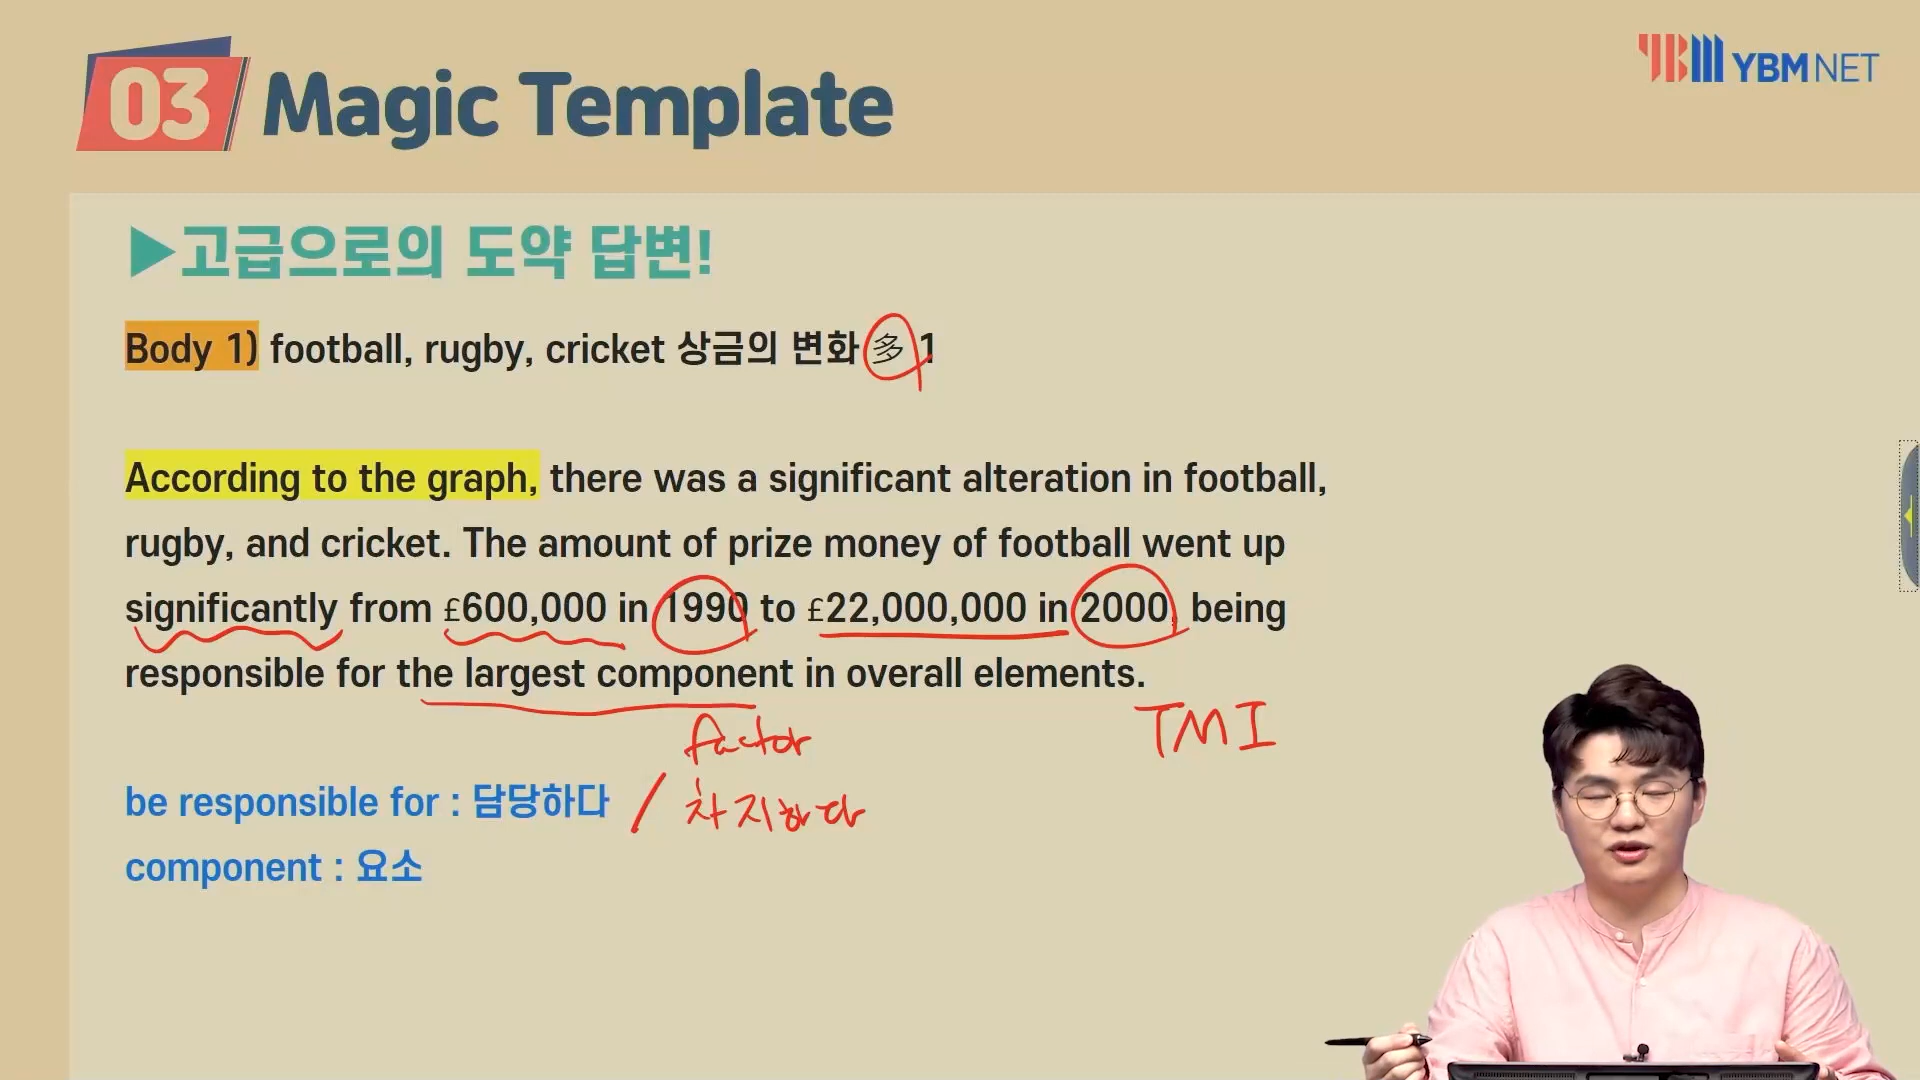 03 Magic Template
YBM NET
▶고급으로의 도약 답변!
Body 1) football, rugby, cricket 상금의 변화 多 1
According to the graph, there was a significant alteration in football,
rugby, and cricket. The amount of prize money of football went up
significantly from £600,000 in 1990 to £22,000,000 in 2000, being
responsible for the largest component in overall elements.
TMI
factor
be responsible for : 담당하다 / 차지하다
component : 요소